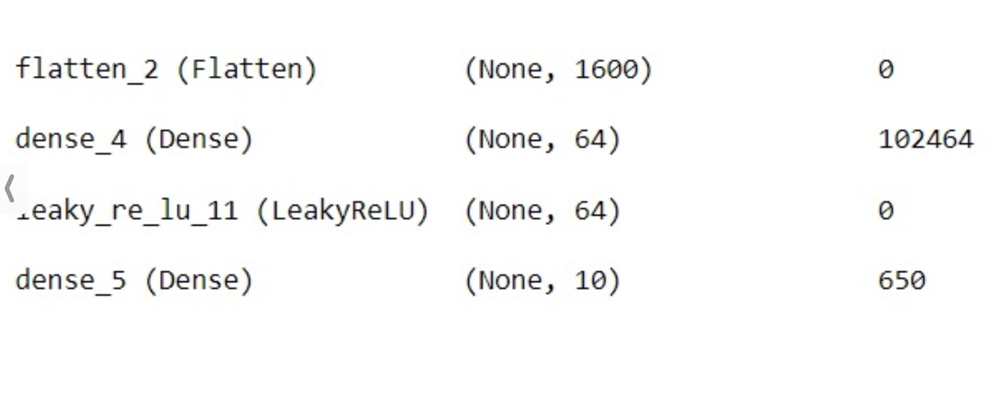 flatten_2 (Flatten) (None, 1600) 0
dense_4 (Dense) (None, 64) 102464
leaky_re_lu_11 (LeakyReLU) (None, 64) 0
dense_5 (Dense) (None, 10) 650